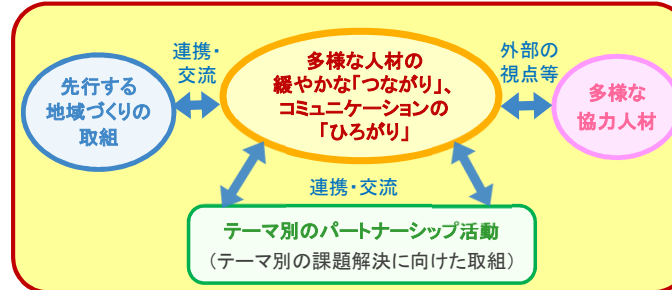 連携・
交流
外部の
視点等
先行する
地域づくりの
取組
多様な人材の
緩やかな「つながり」、
コミュニケーションの
「ひろがり」
多様な
協力人材
連携・交流
テーマ別のパートナーシップ活動
（テーマ別の課題解決に向けた取組）